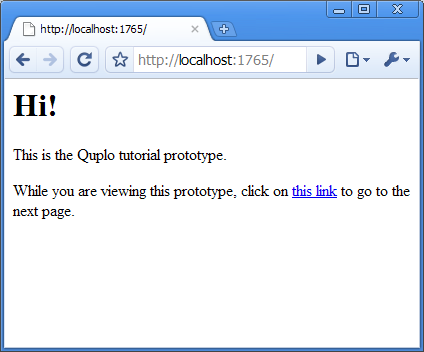 http://localhost:1765/
http://localhost:1765/
Hi!
This is the Quplo tutorial prototype.
While you are viewing this prototype, click on this link to go to the
next page.